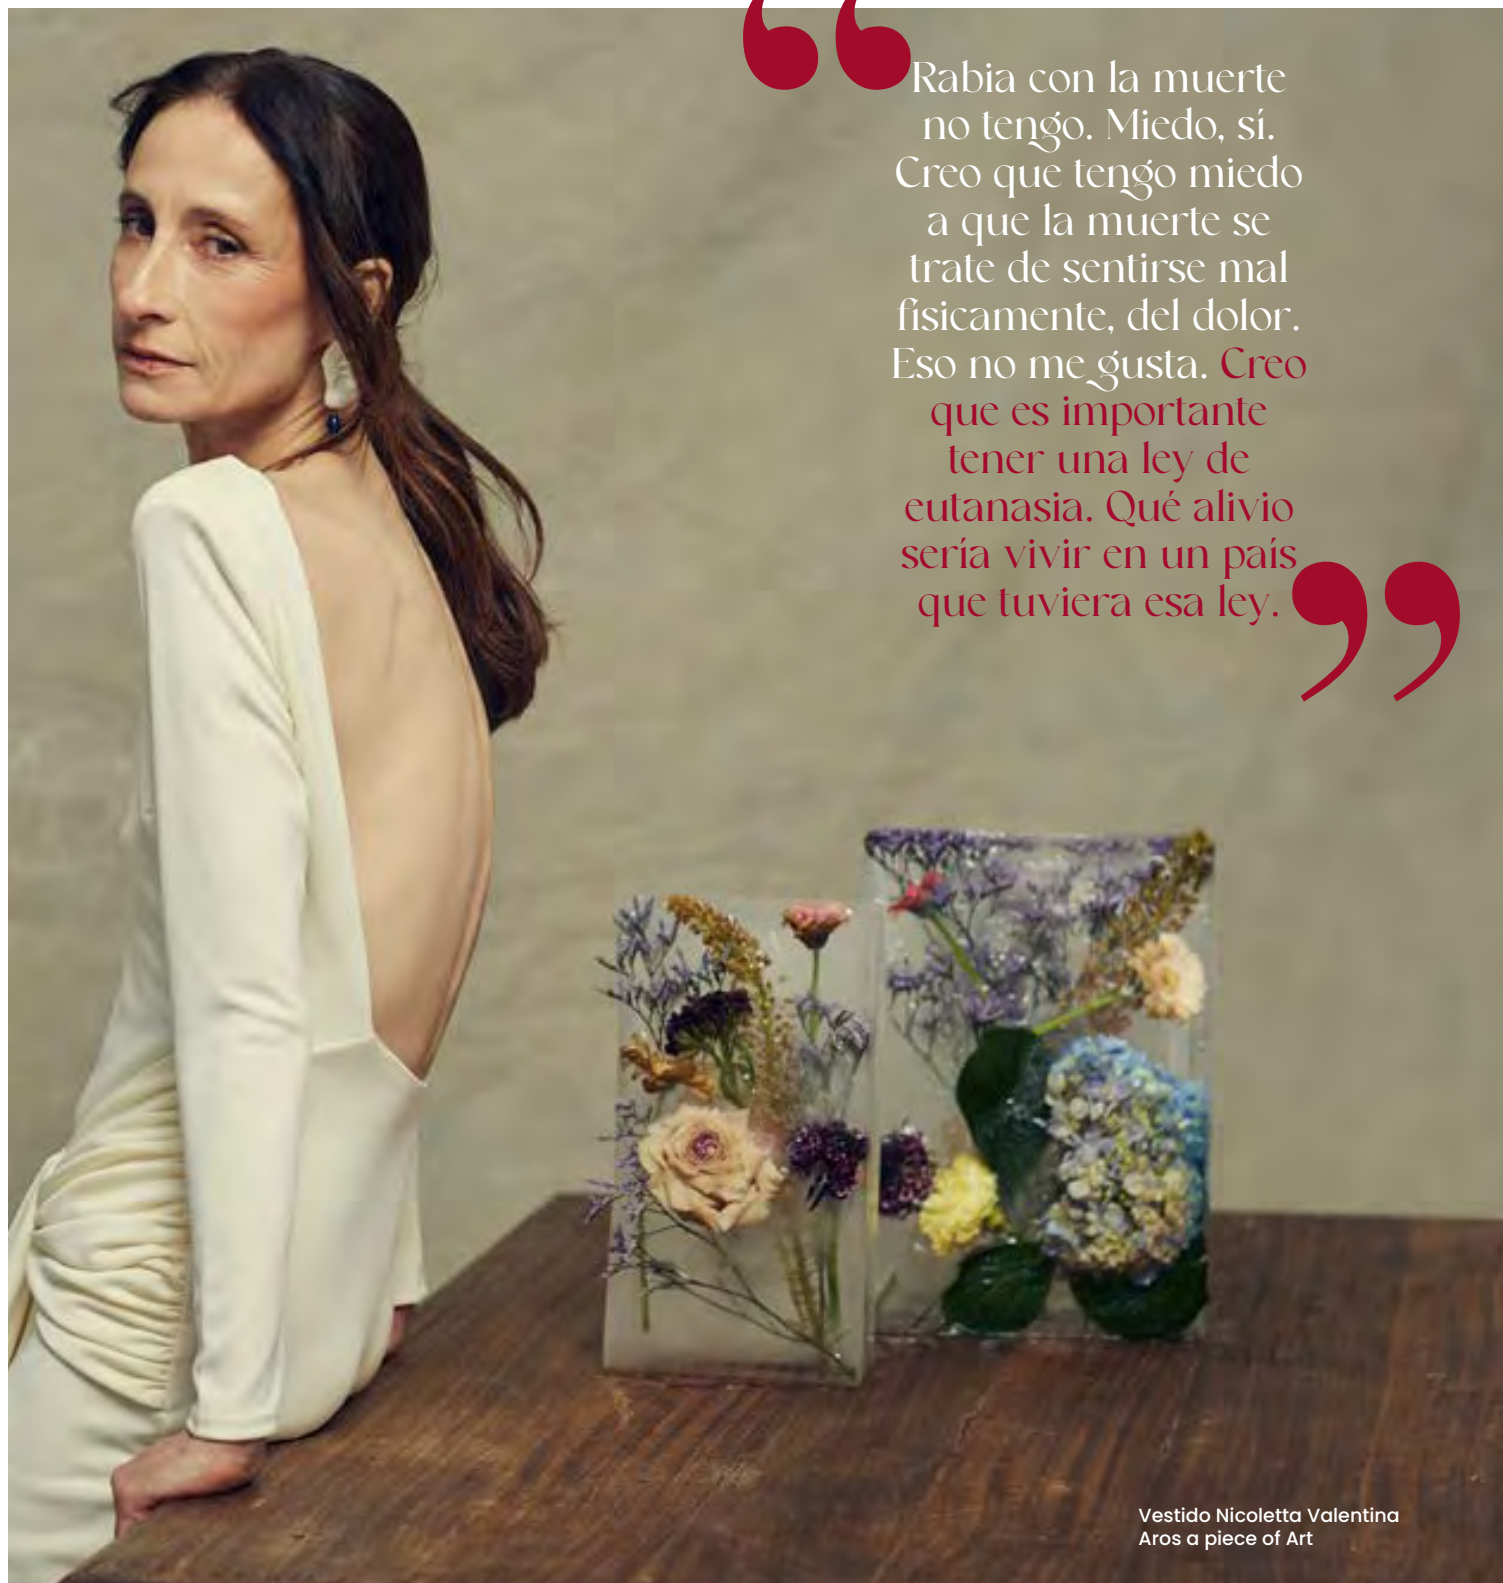 “Rabia con la muerte
no tengo. Miedo, sí.
Creo que tengo miedo
a que la muerte se
trate de sentirse mal
fisicamente, del dolor.
Eso no me gusta. Creo
que es importante
tener una ley de
eutanasia. Qué alivio
sería vivir en un país
que tuviera esa ley.”
Vestido Nicoletta Valentina
Aros a piece of Art